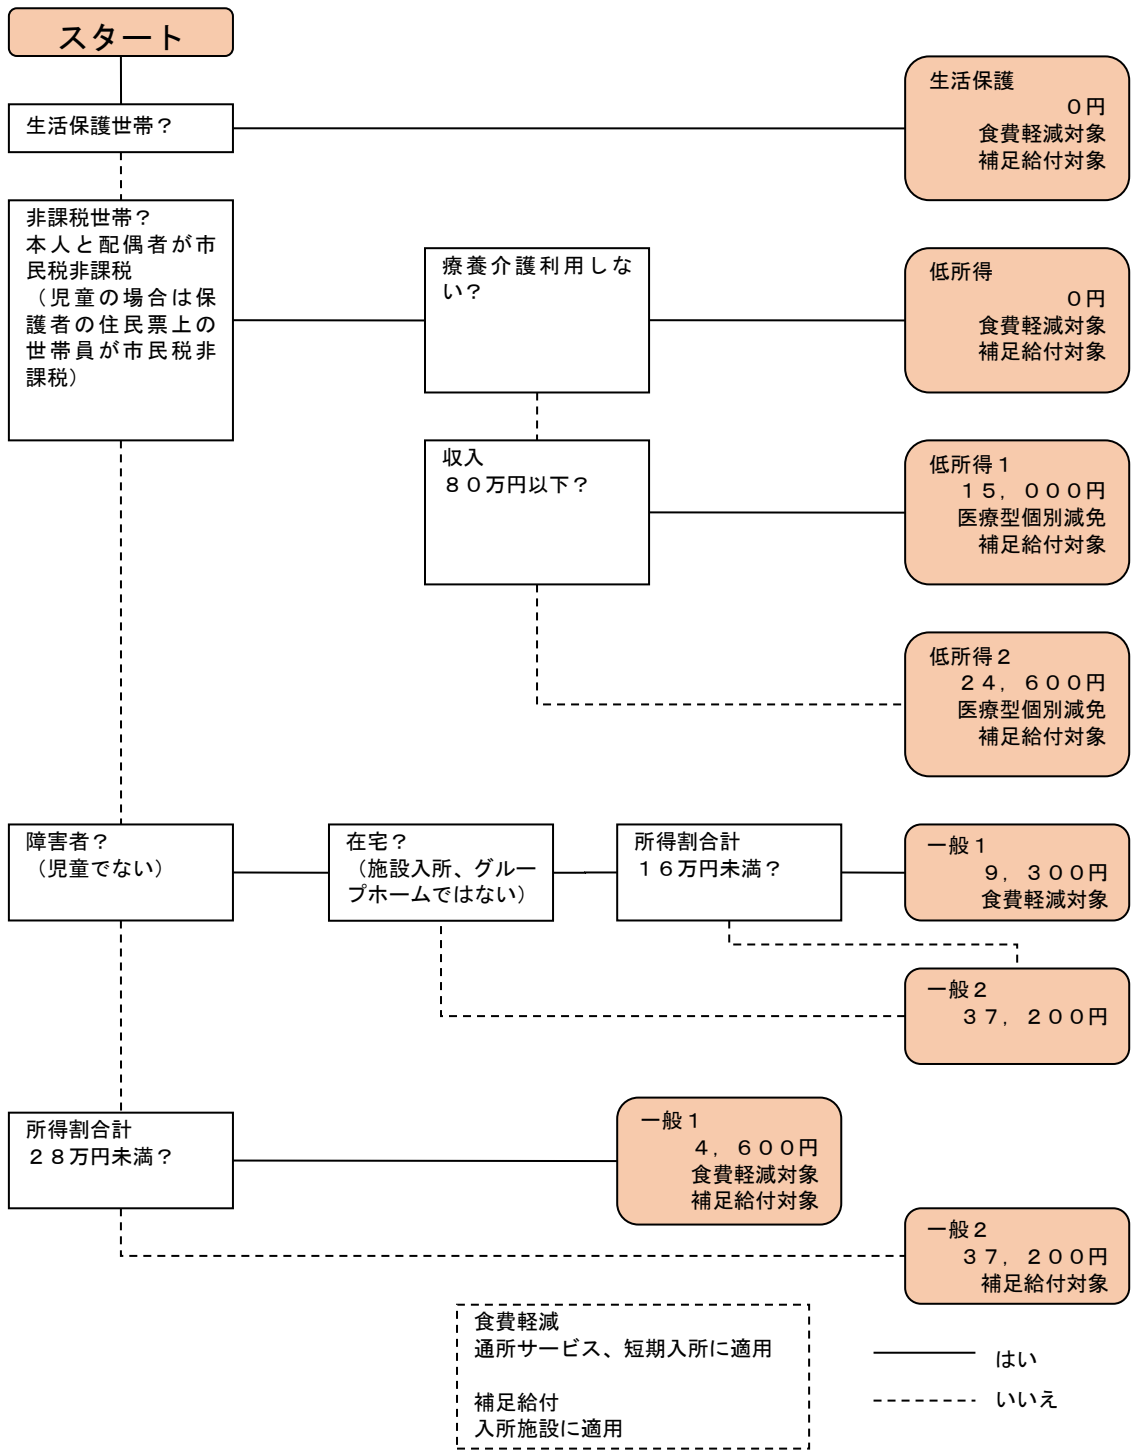 スタート
生活保護世帯？
生活保護
０円
食費軽減対象
補足給付対象
非課税世帯？
本人と配偶者が市
民税非課税
（児童の場合は保
護者の住民票上の
世帯員が市民税非
課税）
療養介護利用しな
い？
低所得
０円
食費軽減対象
補足給付対象
収入
８０万円以下？
低所得１
１５，０００円
医療型個別減免
補足給付対象
低所得２
２４，６００円
医療型個別減免
補足給付対象
障害者？
（児童でない）
在宅？
（施設入所、グルー
プホームではない）
所得割合計
１６万円未満？
一般１
９，３００円
食費軽減対象
一般２
３７，２００円
所得割合計
２８万円未満？
一般１
４，６００円
食費軽減対象
補足給付対象
一般２
３７，２００円
補足給付対象
食費軽減
通所サービス、短期入所に適用
補足給付
入所施設に適用
はい
いいえ